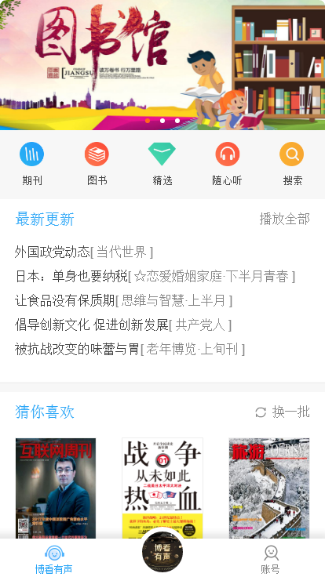 图书馆
JIANGSU
期刊
图书
精选
随心听
搜索
最新更新
播放全部
外国政党动态[ 当代世界 ]
日本：单身也要纳税[ ☆恋爱婚姻家庭·下半月青春 ]
让食品没有保质期[ 思维与智慧·上半月 ]
倡导创新文化 促进创新发展[ 共产党人 ]
被抗战改变的味蕾与胃[ 老年博览·上旬刊 ]
猜你喜欢
换一批
互联网周刊
战争
从未如此
热血
旅游
博看有声
博看
有声
账号